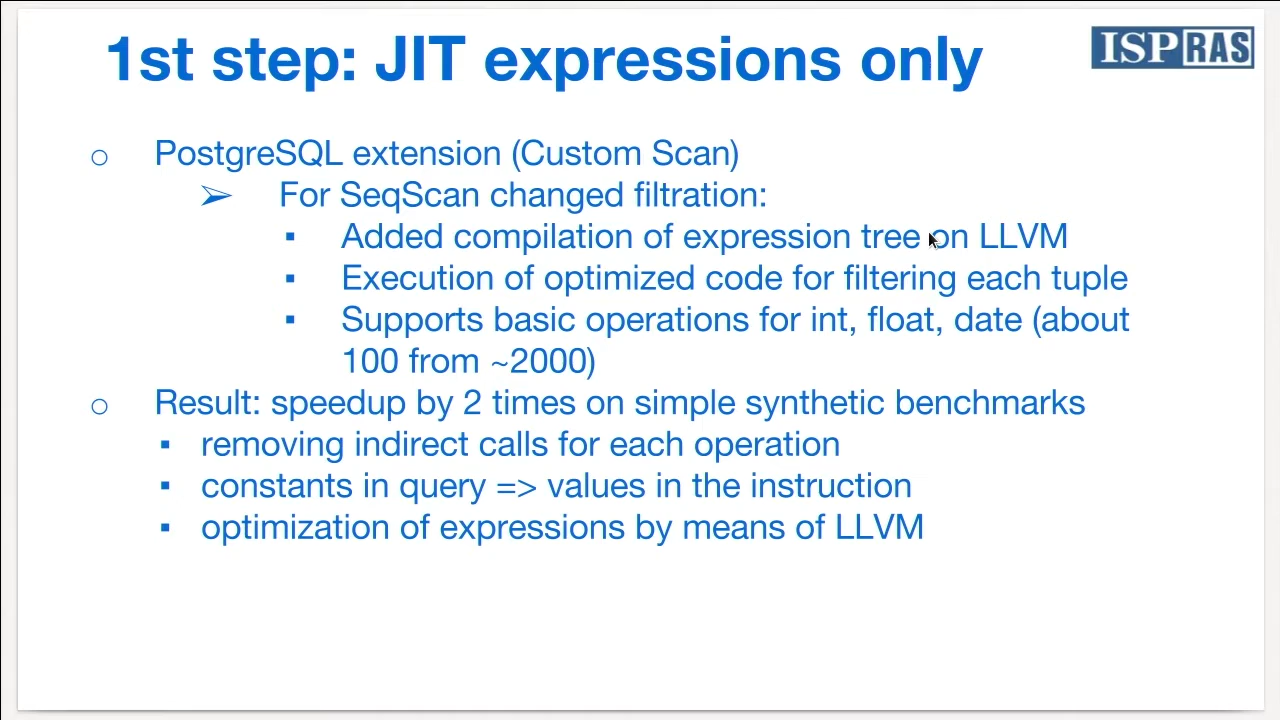 1st step: JIT expressions only
ISPRAS
○ PostgreSQL extension (Custom Scan)
➢ For SeqScan changed filtration:
▪ Added compilation of expression tree on LLVM
▪ Execution of optimized code for filtering each tuple
▪ Supports basic operations for int, float, date (about
100 from ~2000)
○ Result: speedup by 2 times on simple synthetic benchmarks
▪ removing indirect calls for each operation
▪ constants in query => values in the instruction
▪ optimization of expressions by means of LLVM